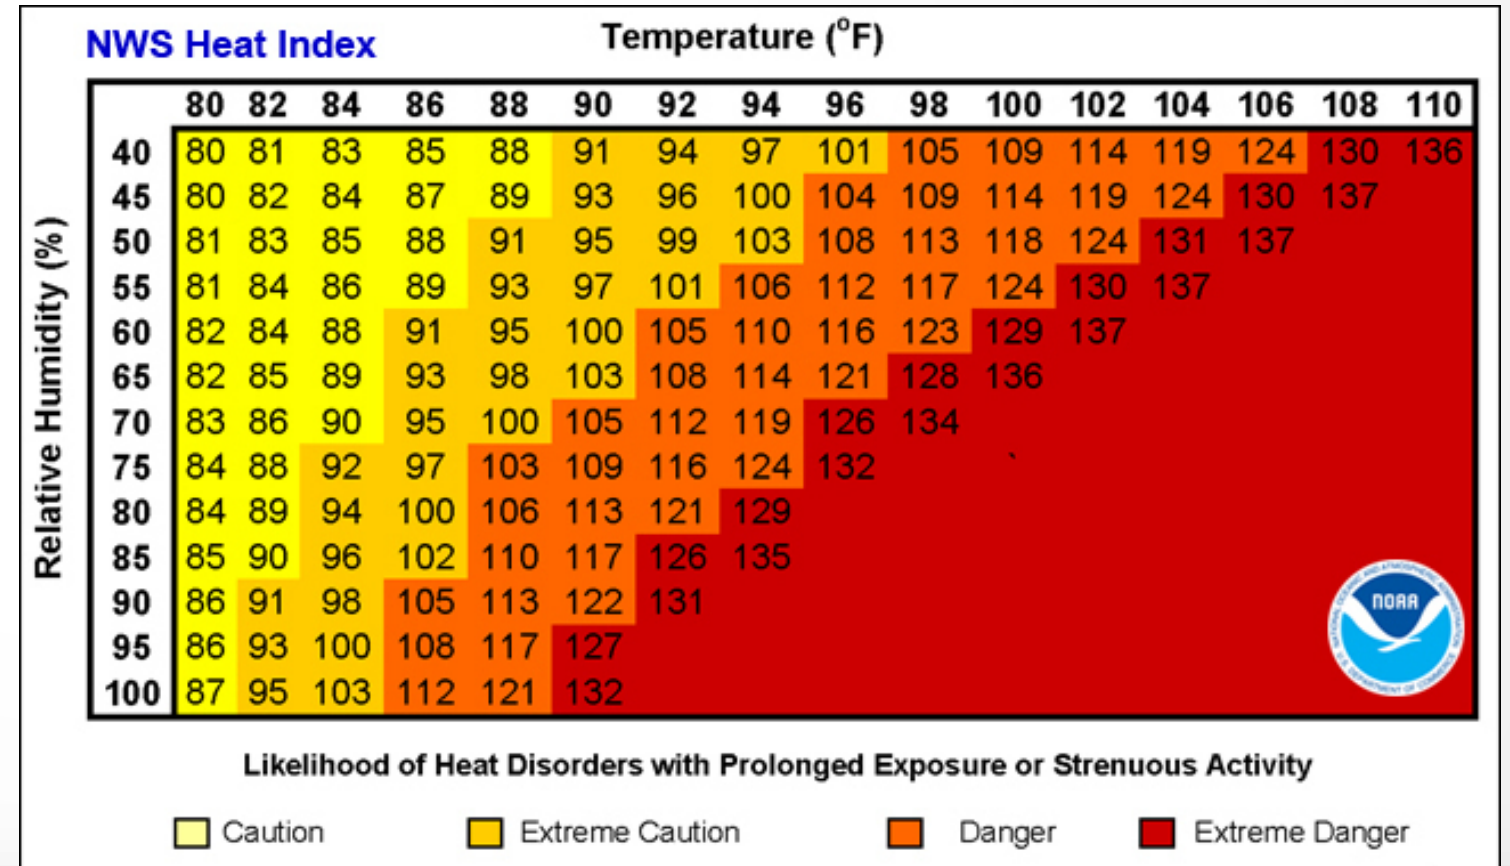 NWS Heat Index
Temperature (°F)
80 82 84 86 88 90 92 94 96 98 100 102 104 106 108 110
Relative Humidity (%)
40 80 81 83 85 88 91 94 97 101 105 109 114 119 124 130 136
45 80 82 84 87 89 93 96 100 104 109 114 119 124 130 137
50 81 83 85 88 91 95 99 103 108 113 118 124 131 137
55 81 84 86 89 93 97 101 106 112 117 124 130 137
60 82 84 88 91 95 100 105 110 116 123 129 137
65 82 85 89 93 98 103 108 114 121 128 136
70 83 86 90 95 100 105 112 119 126 134
75 84 88 92 97 103 109 116 124 132
80 84 89 94 100 106 113 121 129
85 85 90 96 102 110 117 126 135
90 86 91 98 105 113 122 131
95 86 93 100 108 117 127
100 87 95 103 112 121 132
NATIONAL OCEANIC AND ATMOSPHERIC ADMINISTRATION
NOAA
U.S. DEPARTMENT OF COMMERCE
Likelihood of Heat Disorders with Prolonged Exposure or Strenuous Activity
Caution Extreme Caution Danger Extreme Danger